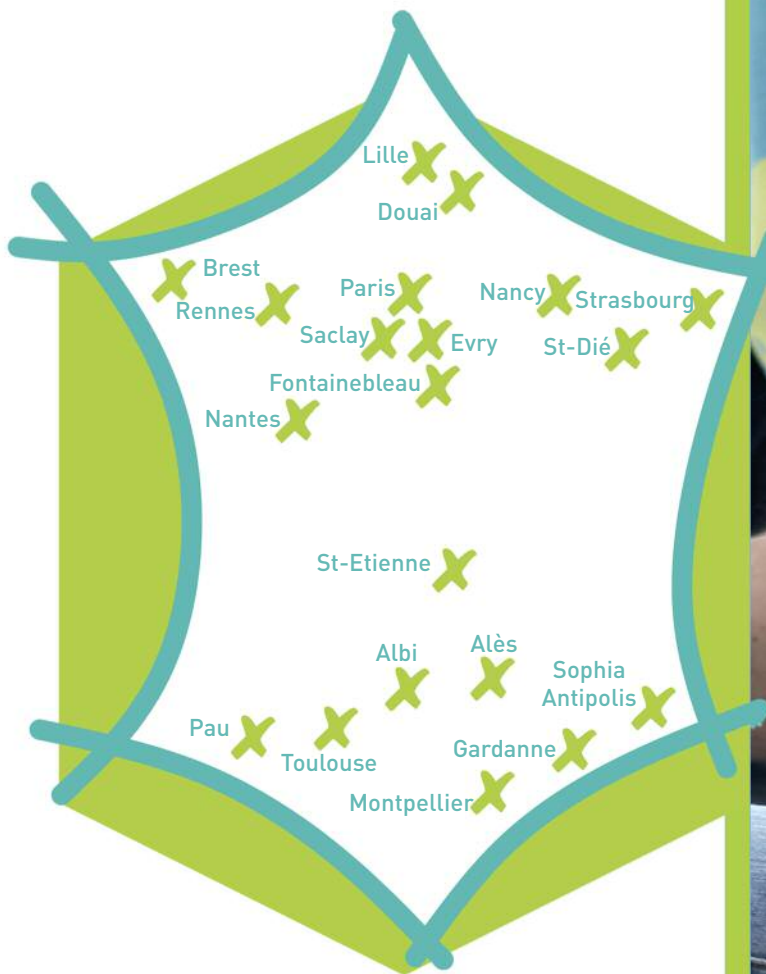 Lille
Douai
Brest
Rennes
Paris
Nancy
Strasbourg
Saclay
Evry
St-Dié
Fontainebleau
Nantes
St-Etienne
Albi
Alès
Sophia
Antipolis
Pau
Toulouse
Gardanne
Montpellier